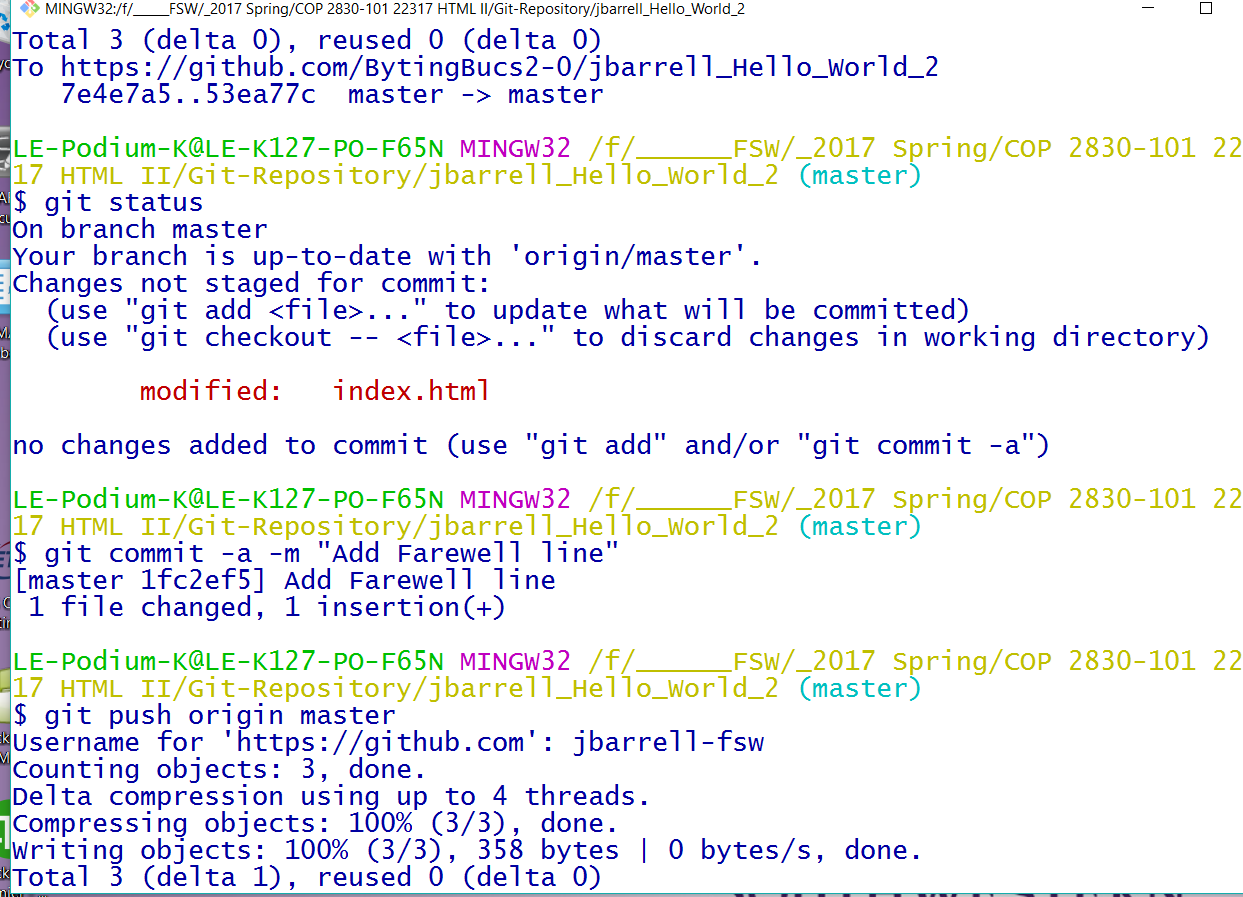 MINGW32:/f/_____FSW/_2017 Spring/COP 2830-101 22317 HTML II/Git-Repository/jbarrell_Hello_World_2
Total 3 (delta 0), reused 0 (delta 0)
To https://github.com/BytingBucs2-0/jbarrell_Hello_World_2
   7e4e7a5..53ea77c  master -> master

LE-Podium-K@LE-K127-PO-F65N MINGW32 /f/______FSW/_2017 Spring/COP 2830-101 22
17 HTML II/Git-Repository/jbarrell_Hello_World_2 (master)
$ git status
On branch master
Your branch is up-to-date with 'origin/master'.
Changes not staged for commit:
  (use "git add <file>..." to update what will be committed)
  (use "git checkout -- <file>..." to discard changes in working directory)

        modified:   index.html

no changes added to commit (use "git add" and/or "git commit -a")

LE-Podium-K@LE-K127-PO-F65N MINGW32 /f/______FSW/_2017 Spring/COP 2830-101 22
17 HTML II/Git-Repository/jbarrell_Hello_World_2 (master)
$ git commit -a -m "Add Farewell line"
[master 1fc2ef5] Add Farewell line
 1 file changed, 1 insertion(+)

LE-Podium-K@LE-K127-PO-F65N MINGW32 /f/______FSW/_2017 Spring/COP 2830-101 22
17 HTML II/Git-Repository/jbarrell_Hello_World_2 (master)
$ git push origin master
Username for 'https://github.com': jbarrell-fsw
Counting objects: 3, done.
Delta compression using up to 4 threads.
Compressing objects: 100% (3/3), done.
Writing objects: 100% (3/3), 358 bytes | 0 bytes/s, done.
Total 3 (delta 1), reused 0 (delta 0)